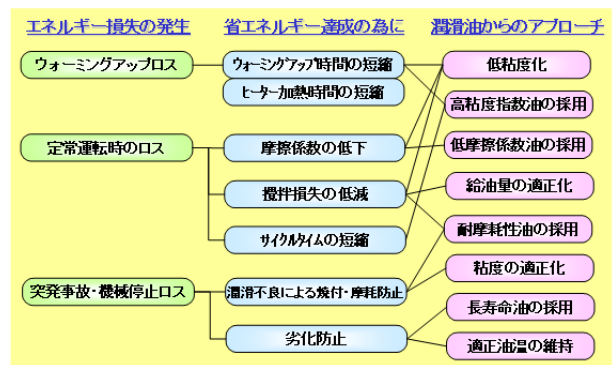 エネルギー損失の発生
省エネルギー達成の為に
潤滑油からのアプローチ
ウォーミングアップロス
ウォーミングアップ時間の短縮
ヒーター加熱時間の短縮
低粘度化
高粘度指数油の採用
定常運転時のロス
摩擦係数の低下
低摩擦係数油の採用
攪拌損失の低減
給油量の適正化
サイクルタイムの短縮
耐摩耗性油の採用
粘度の適正化
突発事故・機械停止ロス
潤滑不良による焼付・摩耗防止
長寿命油の採用
劣化防止
適正油温の維持